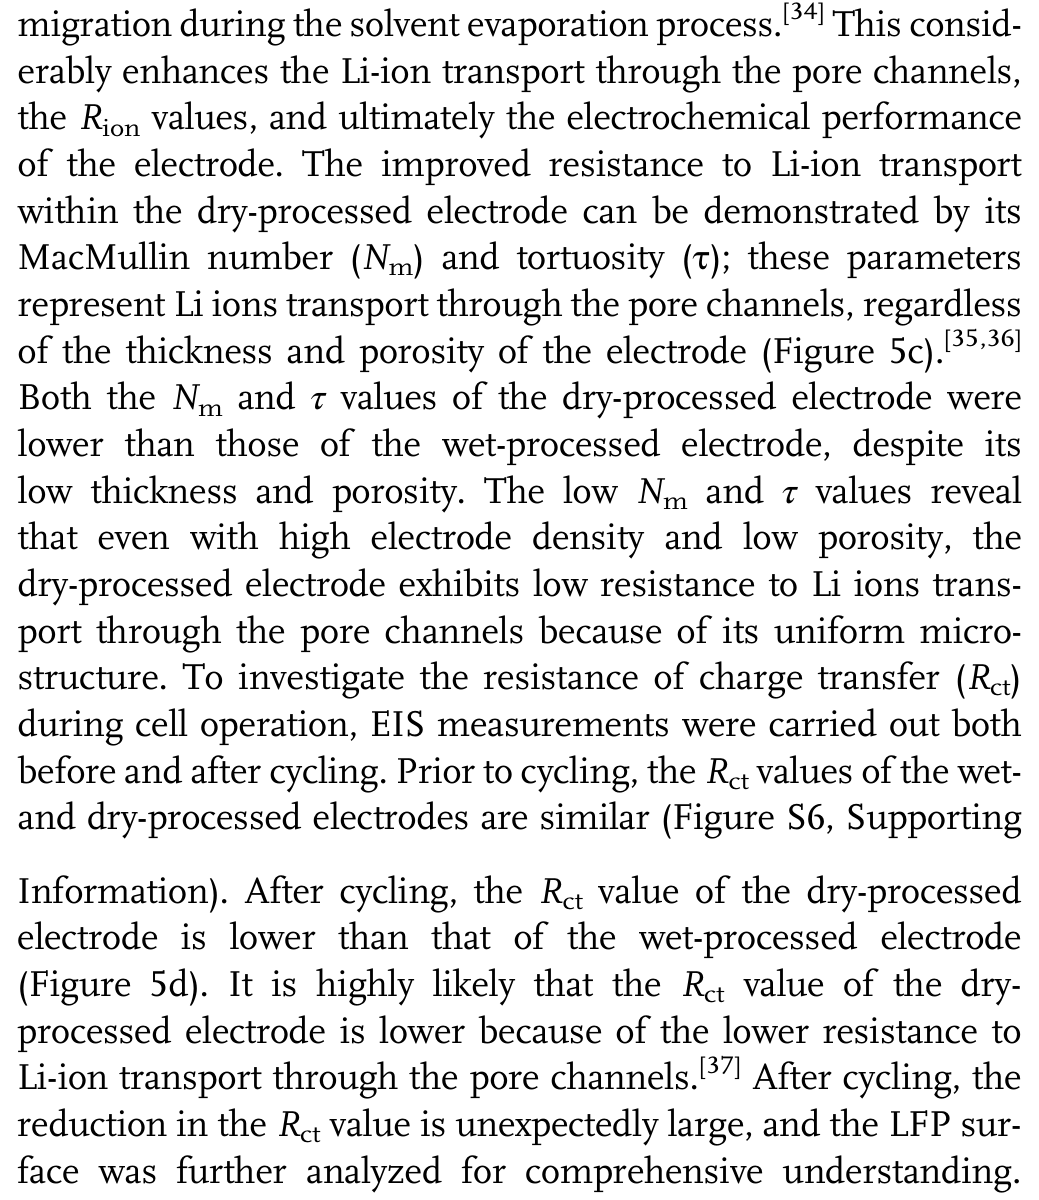 migration during the solvent evaporation process.[34] This consid-
erably enhances the Li-ion transport through the pore channels,
the Rion values, and ultimately the electrochemical performance
of the electrode. The improved resistance to Li-ion transport
within the dry-processed electrode can be demonstrated by its
MacMullin number (Nm) and tortuosity (τ); these parameters
represent Li ions transport through the pore channels, regardless
of the thickness and porosity of the electrode (Figure 5c).[35,36]
Both the Nm and τ values of the dry-processed electrode were
lower than those of the wet-processed electrode, despite its
low thickness and porosity. The low Nm and τ values reveal
that even with high electrode density and low porosity, the
dry-processed electrode exhibits low resistance to Li ions trans-
port through the pore channels because of its uniform micro-
structure. To investigate the resistance of charge transfer (Rct)
during cell operation, EIS measurements were carried out both
before and after cycling. Prior to cycling, the Rct values of the wet-
and dry-processed electrodes are similar (Figure S6, Supporting
Information). After cycling, the Rct value of the dry-processed
electrode is lower than that of the wet-processed electrode
(Figure 5d). It is highly likely that the Rct value of the dry-
processed electrode is lower because of the lower resistance to
Li-ion transport through the pore channels.[37] After cycling, the
reduction in the Rct value is unexpectedly large, and the LFP sur-
face was further analyzed for comprehensive understanding.